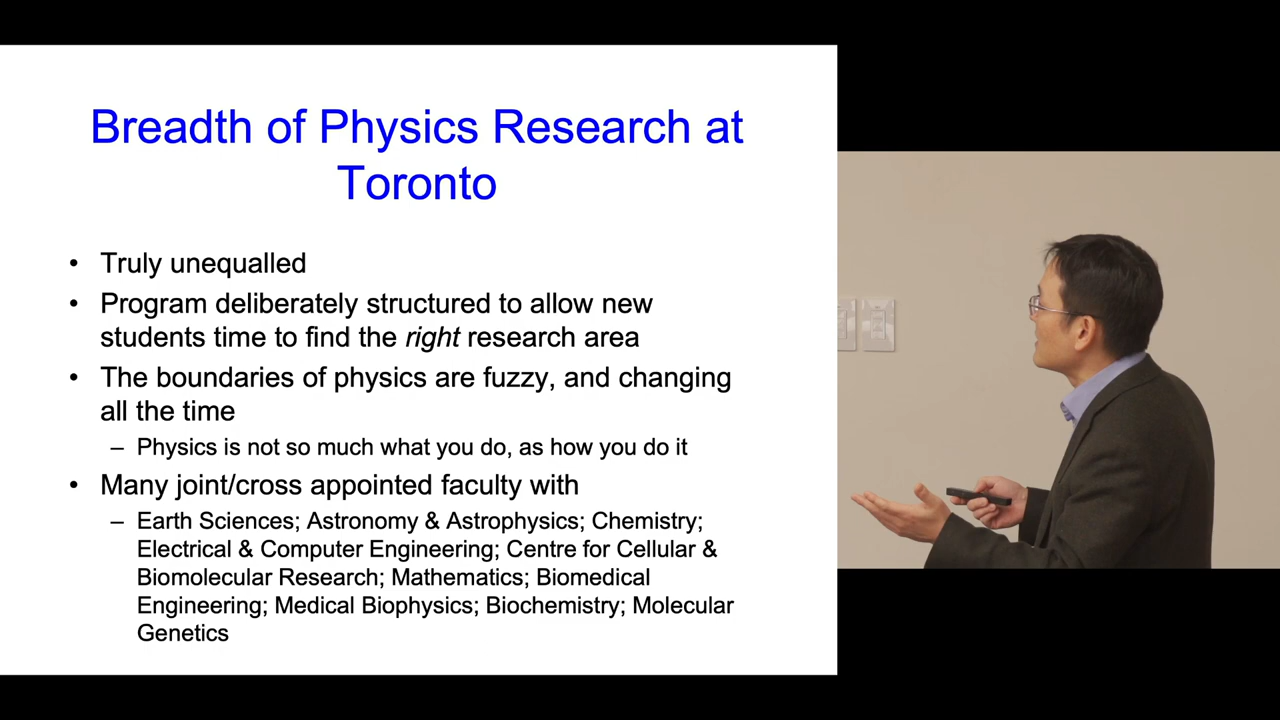 Breadth of Physics Research at
Toronto
• Truly unequalled
• Program deliberately structured to allow new
students time to find the right research area
• The boundaries of physics are fuzzy, and changing
all the time
– Physics is not so much what you do, as how you do it
• Many joint/cross appointed faculty with
– Earth Sciences; Astronomy & Astrophysics; Chemistry;
Electrical & Computer Engineering; Centre for Cellular &
Biomolecular Research; Mathematics; Biomedical
Engineering; Medical Biophysics; Biochemistry; Molecular
Genetics